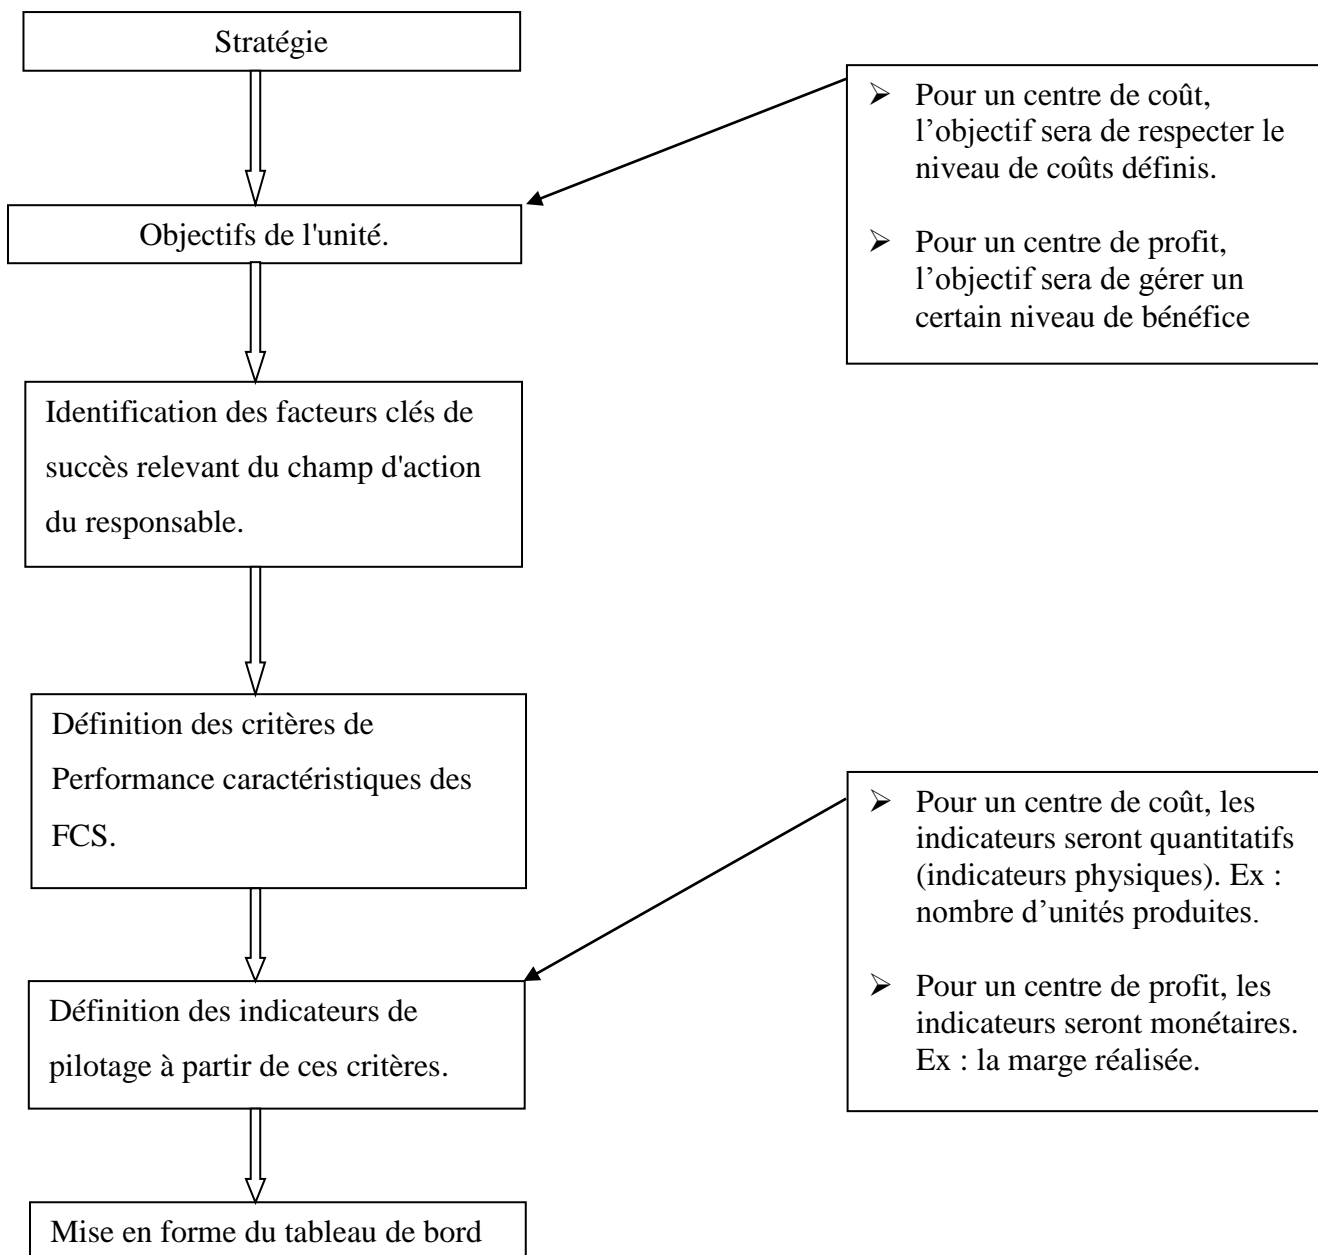 Stratégie
➢ Pour un centre de coût,
l’objectif sera de respecter le
niveau de coûts définis.
➢ Pour un centre de profit,
l’objectif sera de gérer un
certain niveau de bénéfice
Objectifs de l'unité.
Identification des facteurs clés de
succès relevant du champ d'action
du responsable.
Définition des critères de
Performance caractéristiques des
FCS.
➢ Pour un centre de coût, les
indicateurs seront quantitatifs
(indicateurs physiques). Ex :
nombre d’unités produites.
➢ Pour un centre de profit, les
indicateurs seront monétaires.
Ex : la marge réalisée.
Définition des indicateurs de
pilotage à partir de ces critères.
Mise en forme du tableau de bord